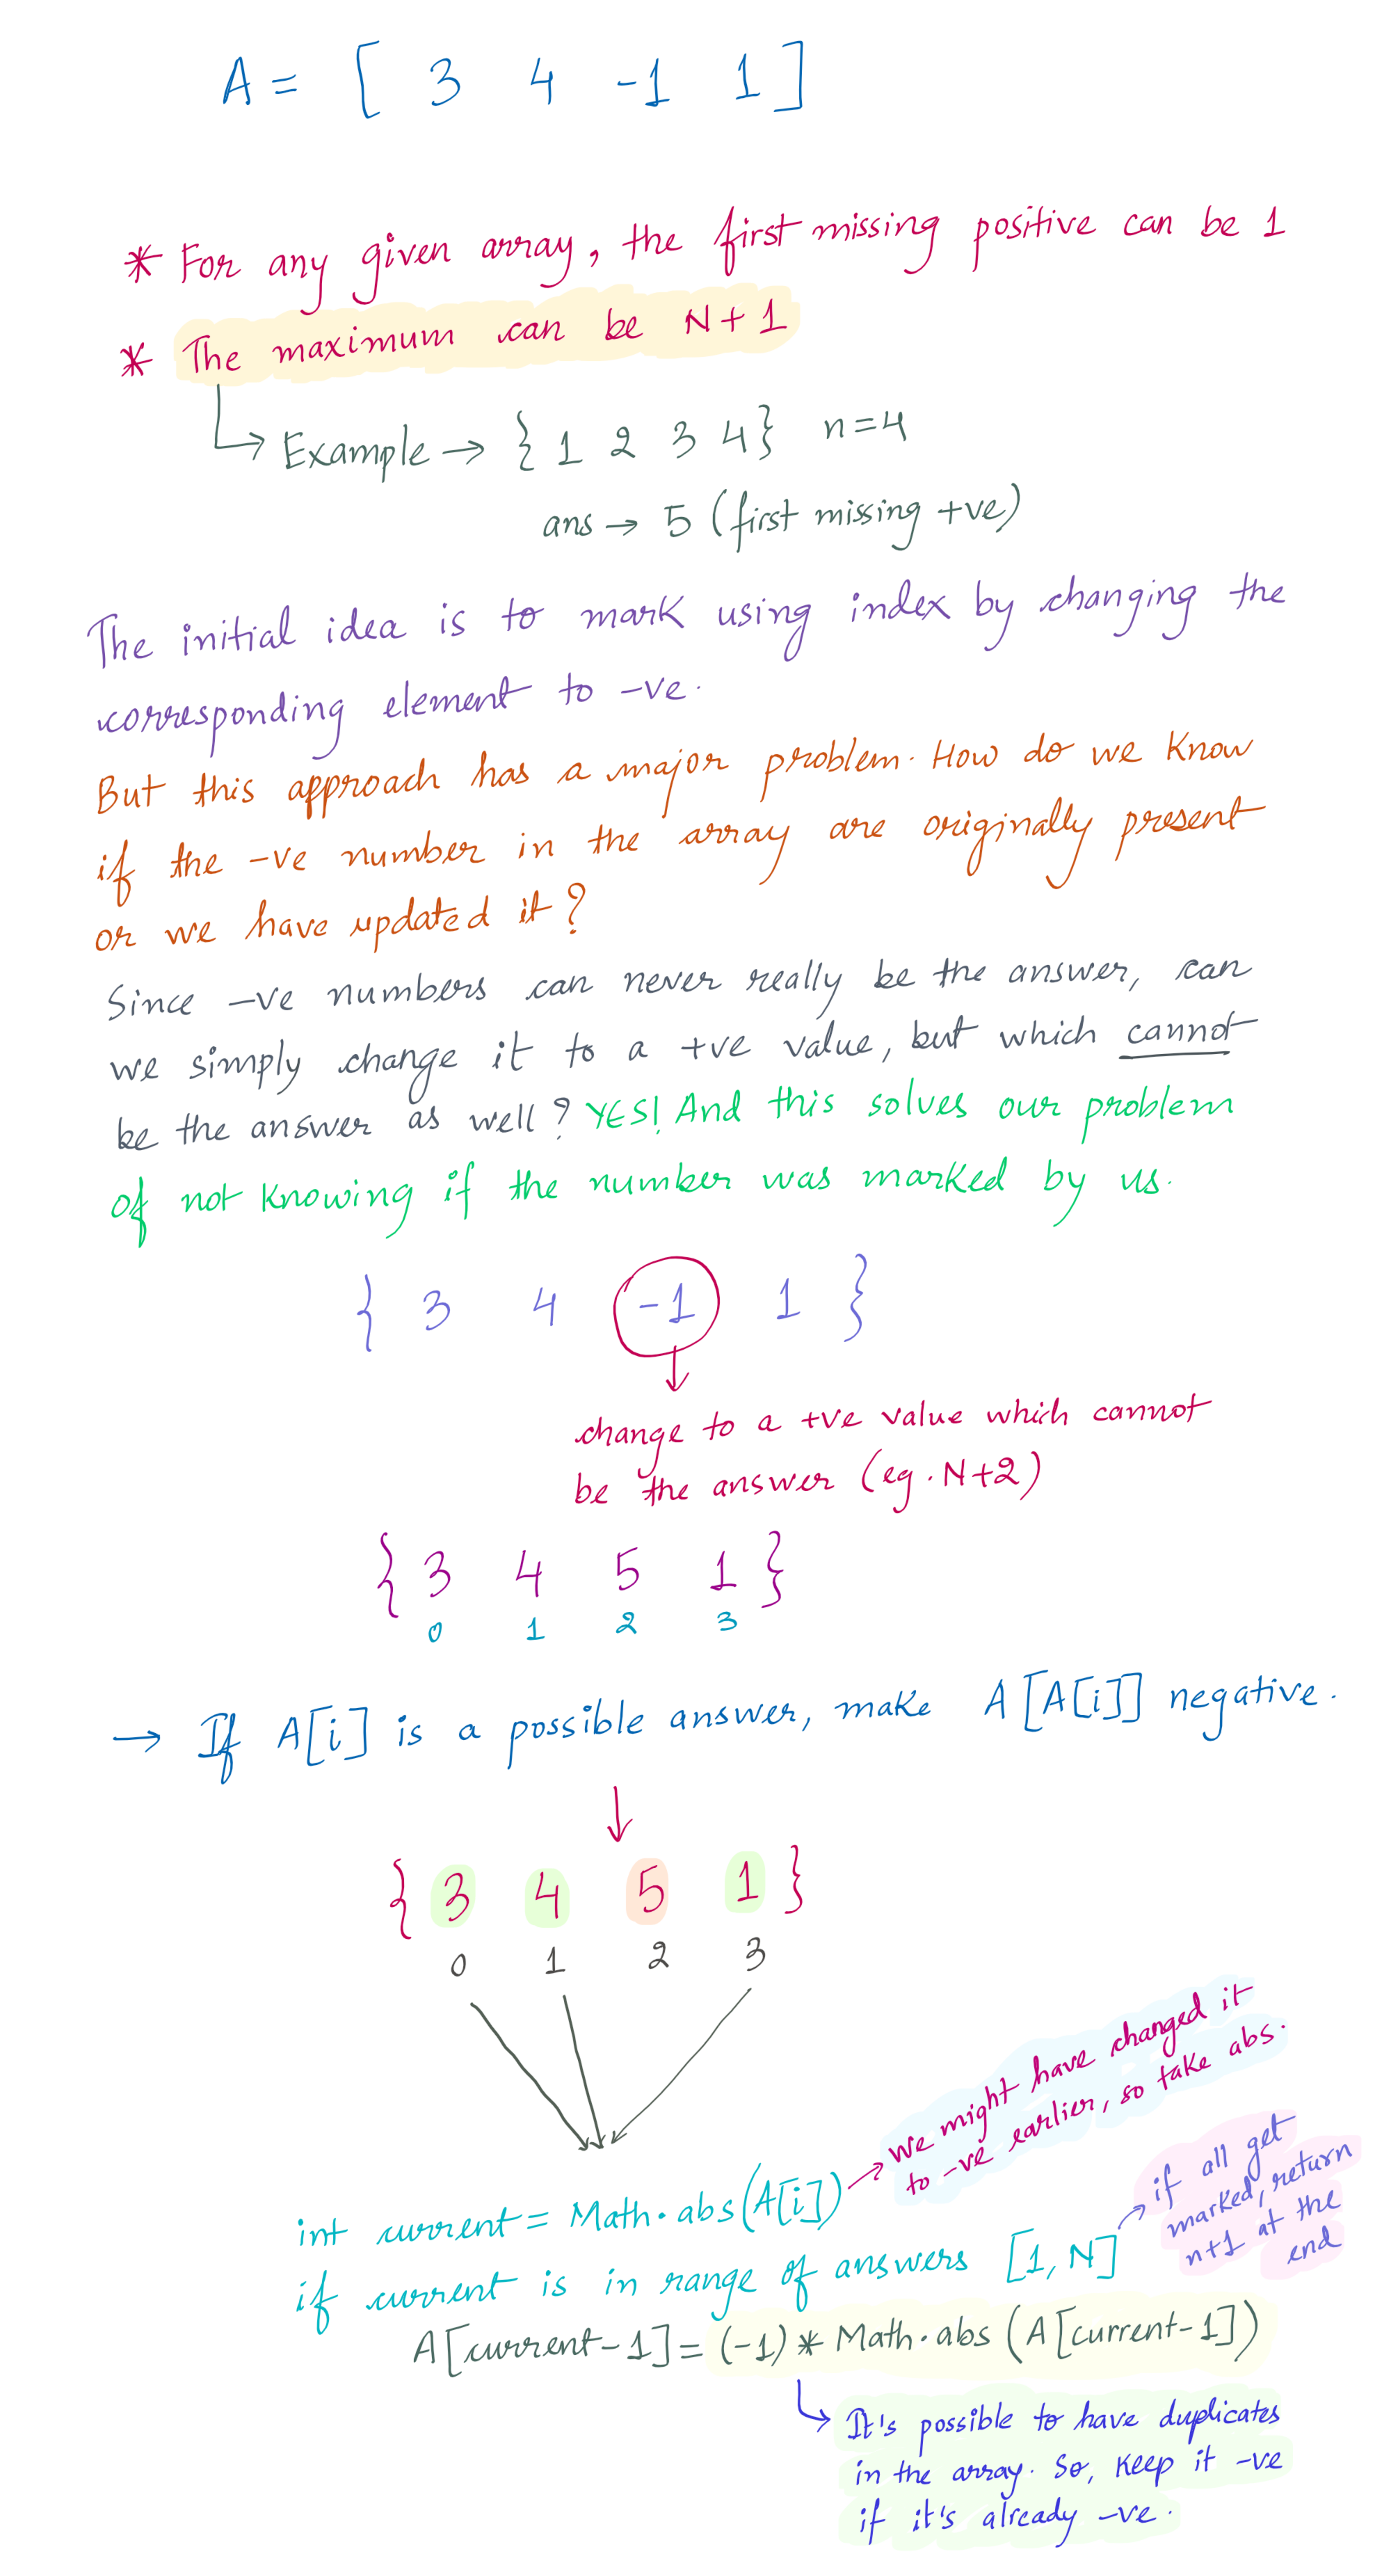 A = [ 3 4 -1 1 ]
* For any given array, the first missing positive can be 1
* The maximum can be N+1
Example → { 1 2 3 4 } n=4
ans → 5 (first missing +ve)
The initial idea is to mark using index by changing the
corresponding element to -ve.
But this approach has a major problem. How do we know
if the -ve number in the array are originally present
or we have updated it?
Since -ve numbers can never really be the answer, can
we simply change it to a +ve value, but which cannot
be the answer as well? YES! And this solves our problem
of not knowing if the number was marked by us.
{ 3 4 -1 1 }
change to a +ve value which cannot
be the answer (eg. N+2)
{ 3 4 5 1 }
0 1 2 3
→ If A[i] is a possible answer, make A[A[i]] negative.
{ 3 4 5 1 }
0 1 2 3
we might have changed it
to -ve earlier, so take abs.
int current = Math.abs(A[i])
if all get
marked, return
n+1 at the
end
if current is in range of answers [1, N]
A[current-1] = (-1) * Math.abs (A[current-1])
It's possible to have duplicates
in the array. So, keep it -ve
if it's already -ve.